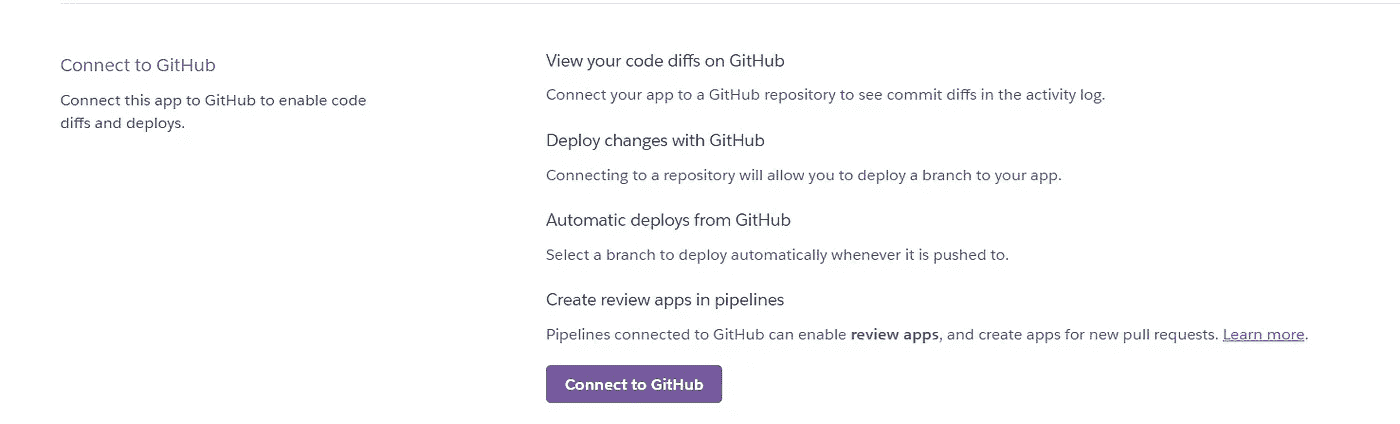 Connect to GitHub
Connect this app to GitHub to enable code
diffs and deploys.
View your code diffs on GitHub
Connect your app to a GitHub repository to see commit diffs in the activity log.
Deploy changes with GitHub
Connecting to a repository will allow you to deploy a branch to your app.
Automatic deploys from GitHub
Select a branch to deploy automatically whenever it is pushed to.
Create review apps in pipelines
Pipelines connected to GitHub can enable review apps, and create apps for new pull requests. Learn more.
Connect to GitHub